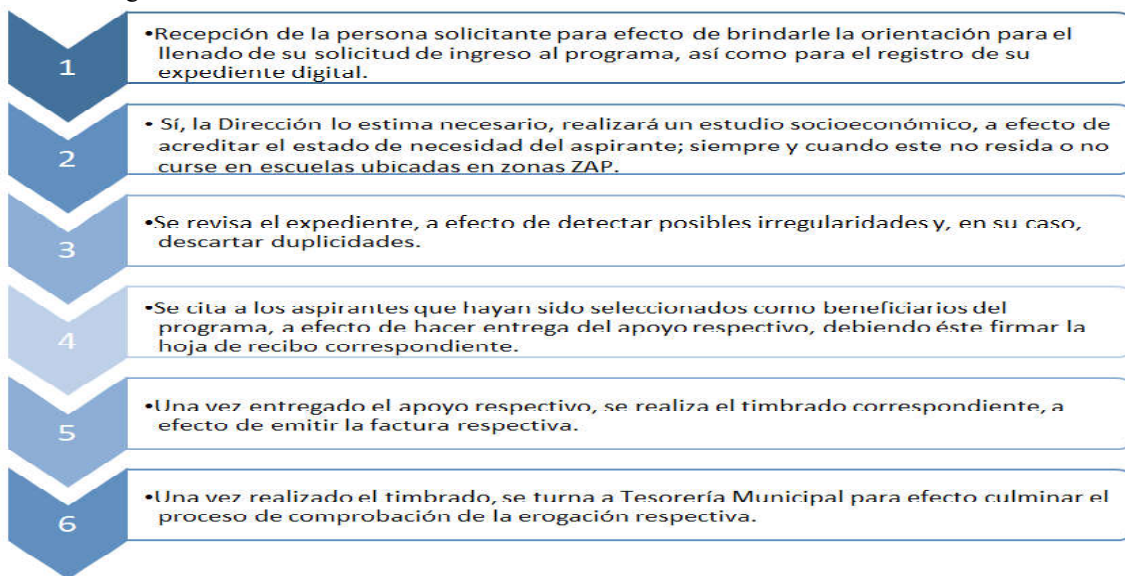 1
•Recepción de la persona solicitante para efecto de brindarle la orientación para el
llenado de su solicitud de ingreso al programa, así como para el registro de su
expediente digital.
2
• Sí, la Dirección lo estima necesario, realizará un estudio socioeconómico, a efecto de
acreditar el estado de necesidad del aspirante; siempre y cuando este no resida o no
curse en escuelas ubicadas en zonas ZAP.
3
•Se revisa el expediente, a efecto de detectar posibles irregularidades y, en su caso,
descartar duplicidades.
4
•Se cita a los aspirantes que hayan sido seleccionados como beneficiarios del
programa, a efecto de hacer entrega del apoyo respectivo, debiendo éste firmar la
hoja de recibo correspondiente.
5
•Una vez entregado el apoyo respectivo, se realiza el timbrado correspondiente, a
efecto de emitir la factura respectiva.
6
•Una vez realizado el timbrado, se turna a Tesorería Municipal para efecto culminar el
proceso de comprobación de la erogación respectiva.